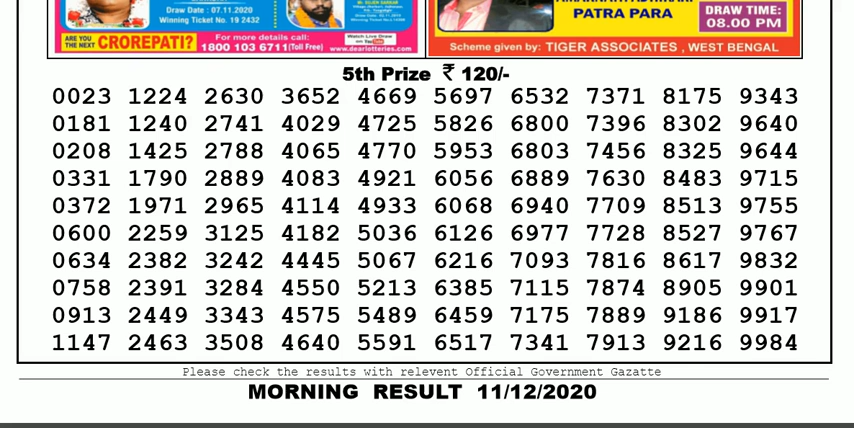 Draw Date : 07.11.2020
Winning Ticket No. 19 2432
ARE YOU THE NEXT CROREPATI?
For more details call:
1800 103 6711(Toll Free)
Watch Live Draw
www.dearlotteries.com
PATRA PARA
DRAW TIME:
08.00 PM
Scheme given by: TIGER ASSOCIATES , WEST BENGAL
5th Prize ₹ 120/-
0023 1224 2630 3652 4669 5697 6532 7371 8175 9343
0181 1240 2741 4029 4725 5826 6800 7396 8302 9640
0208 1425 2788 4065 4770 5953 6803 7456 8325 9644
0331 1790 2889 4083 4921 6056 6889 7630 8483 9715
0372 1971 2965 4114 4933 6068 6940 7709 8513 9755
0600 2259 3125 4182 5036 6126 6977 7728 8527 9767
0634 2382 3242 4445 5067 6216 7093 7816 8617 9832
0758 2391 3284 4550 5213 6385 7115 7874 8905 9901
0913 2449 3343 4575 5489 6459 7175 7889 9186 9917
1147 2463 3508 4640 5591 6517 7341 7913 9216 9984
Please check the results with relevent Official Government Gazatte
MORNING RESULT 11/12/2020